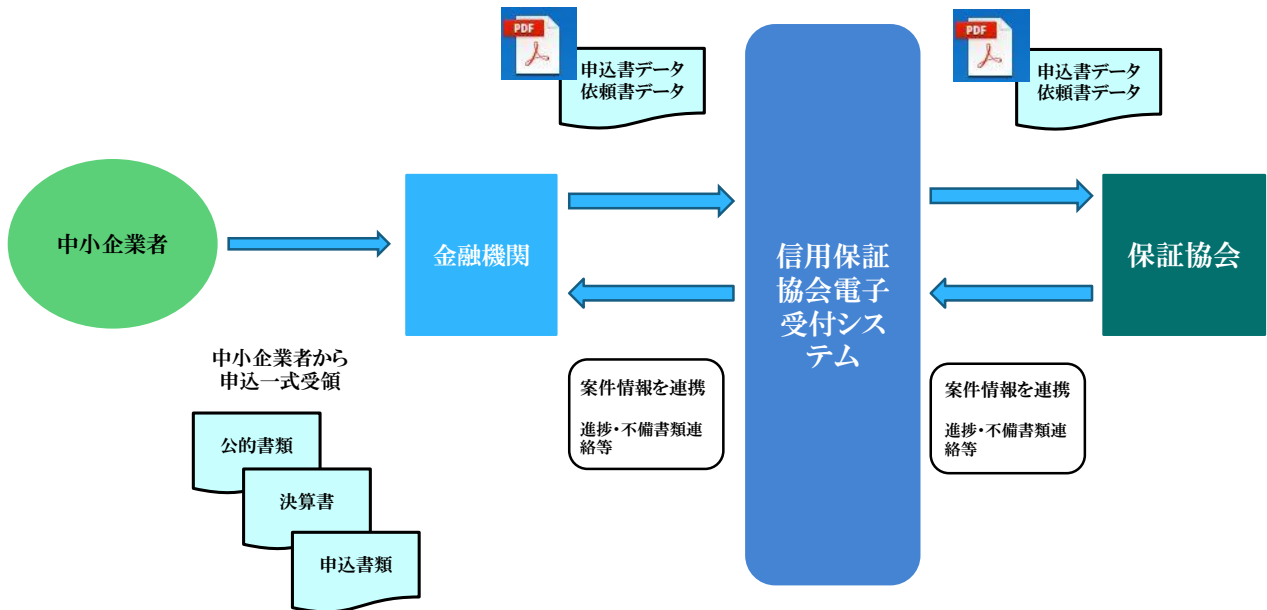 PDF
申込書データ
依頼書データ
PDF
申込書データ
依頼書データ
中小企業者
金融機関
信用保証
協会電子
受付シス
テム
保証協会
中小企業者から
申込一式受領
公的書類
決算書
申込書類
案件情報を連携
進捗・不備書類連
絡等
案件情報を連携
進捗・不備書類連
絡等